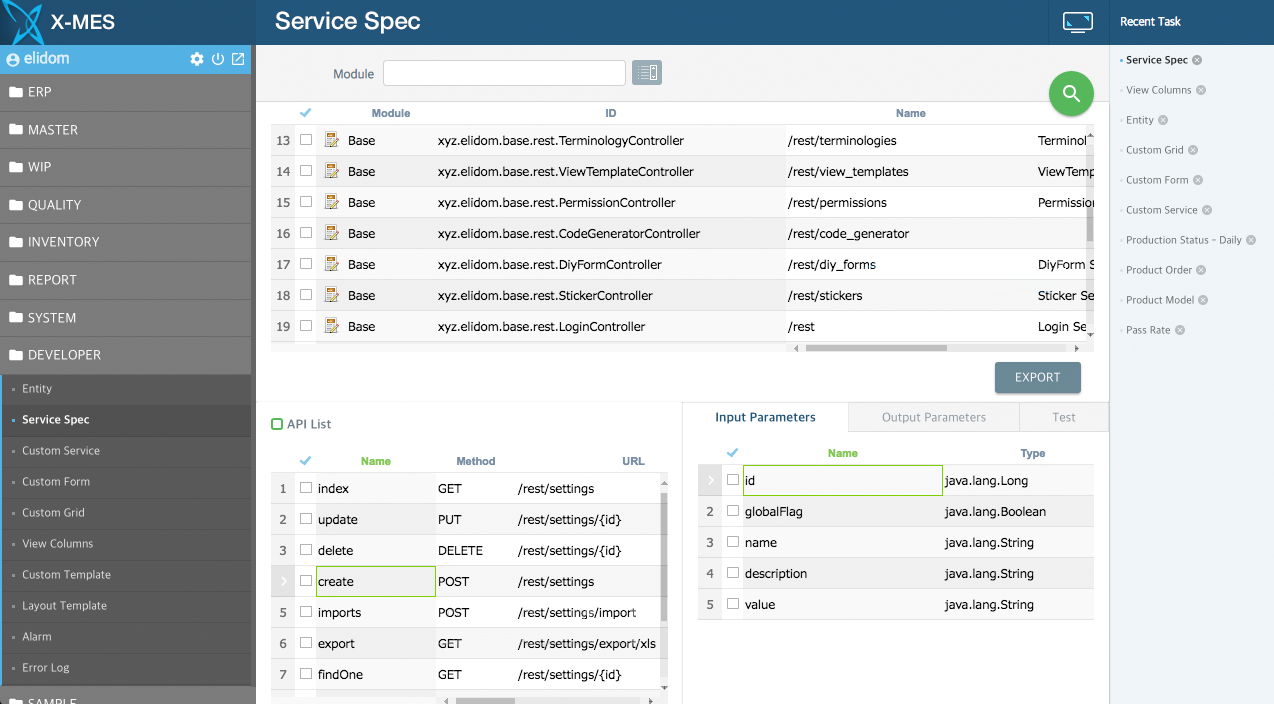 X-MES
Service Spec
Recent Task
elidom
ERP
MASTER
WIP
QUALITY
INVENTORY
REPORT
SYSTEM
DEVELOPER
Entity
Service Spec
Custom Service
Custom Form
Custom Grid
View Columns
Custom Template
Layout Template
Alarm
Error Log
SAMPLE
Module
Module ID Name
13 Base xyz.elidom.base.rest.TerminologyController /rest/terminologies Terminol
14 Base xyz.elidom.base.rest.ViewTemplateController /rest/view_templates ViewTemp
15 Base xyz.elidom.base.rest.PermissionController /rest/permissions Permission
16 Base xyz.elidom.base.rest.CodeGeneratorController /rest/code_generator
17 Base xyz.elidom.base.rest.DiyFormController /rest/diy_forms DiyForm S
18 Base xyz.elidom.base.rest.StickerController /rest/stickers Sticker Se
19 Base xyz.elidom.base.rest.LoginController /rest Login Se
EXPORT
API List
Name Method URL
1 index GET /rest/settings
2 update PUT /rest/settings/{id}
3 delete DELETE /rest/settings/{id}
create POST /rest/settings
5 imports POST /rest/settings/import
6 export GET /rest/settings/export/xls
7 findOne GET /rest/settings/{id}
Input Parameters Output Parameters Test
Name Type
id java.lang.Long
2 globalFlag java.lang.Boolean
3 name java.lang.String
4 description java.lang.String
5 value java.lang.String
Service Spec
View Columns
Entity
Custom Grid
Custom Form
Custom Service
Production Status - Daily
Product Order
Product Model
Pass Rate